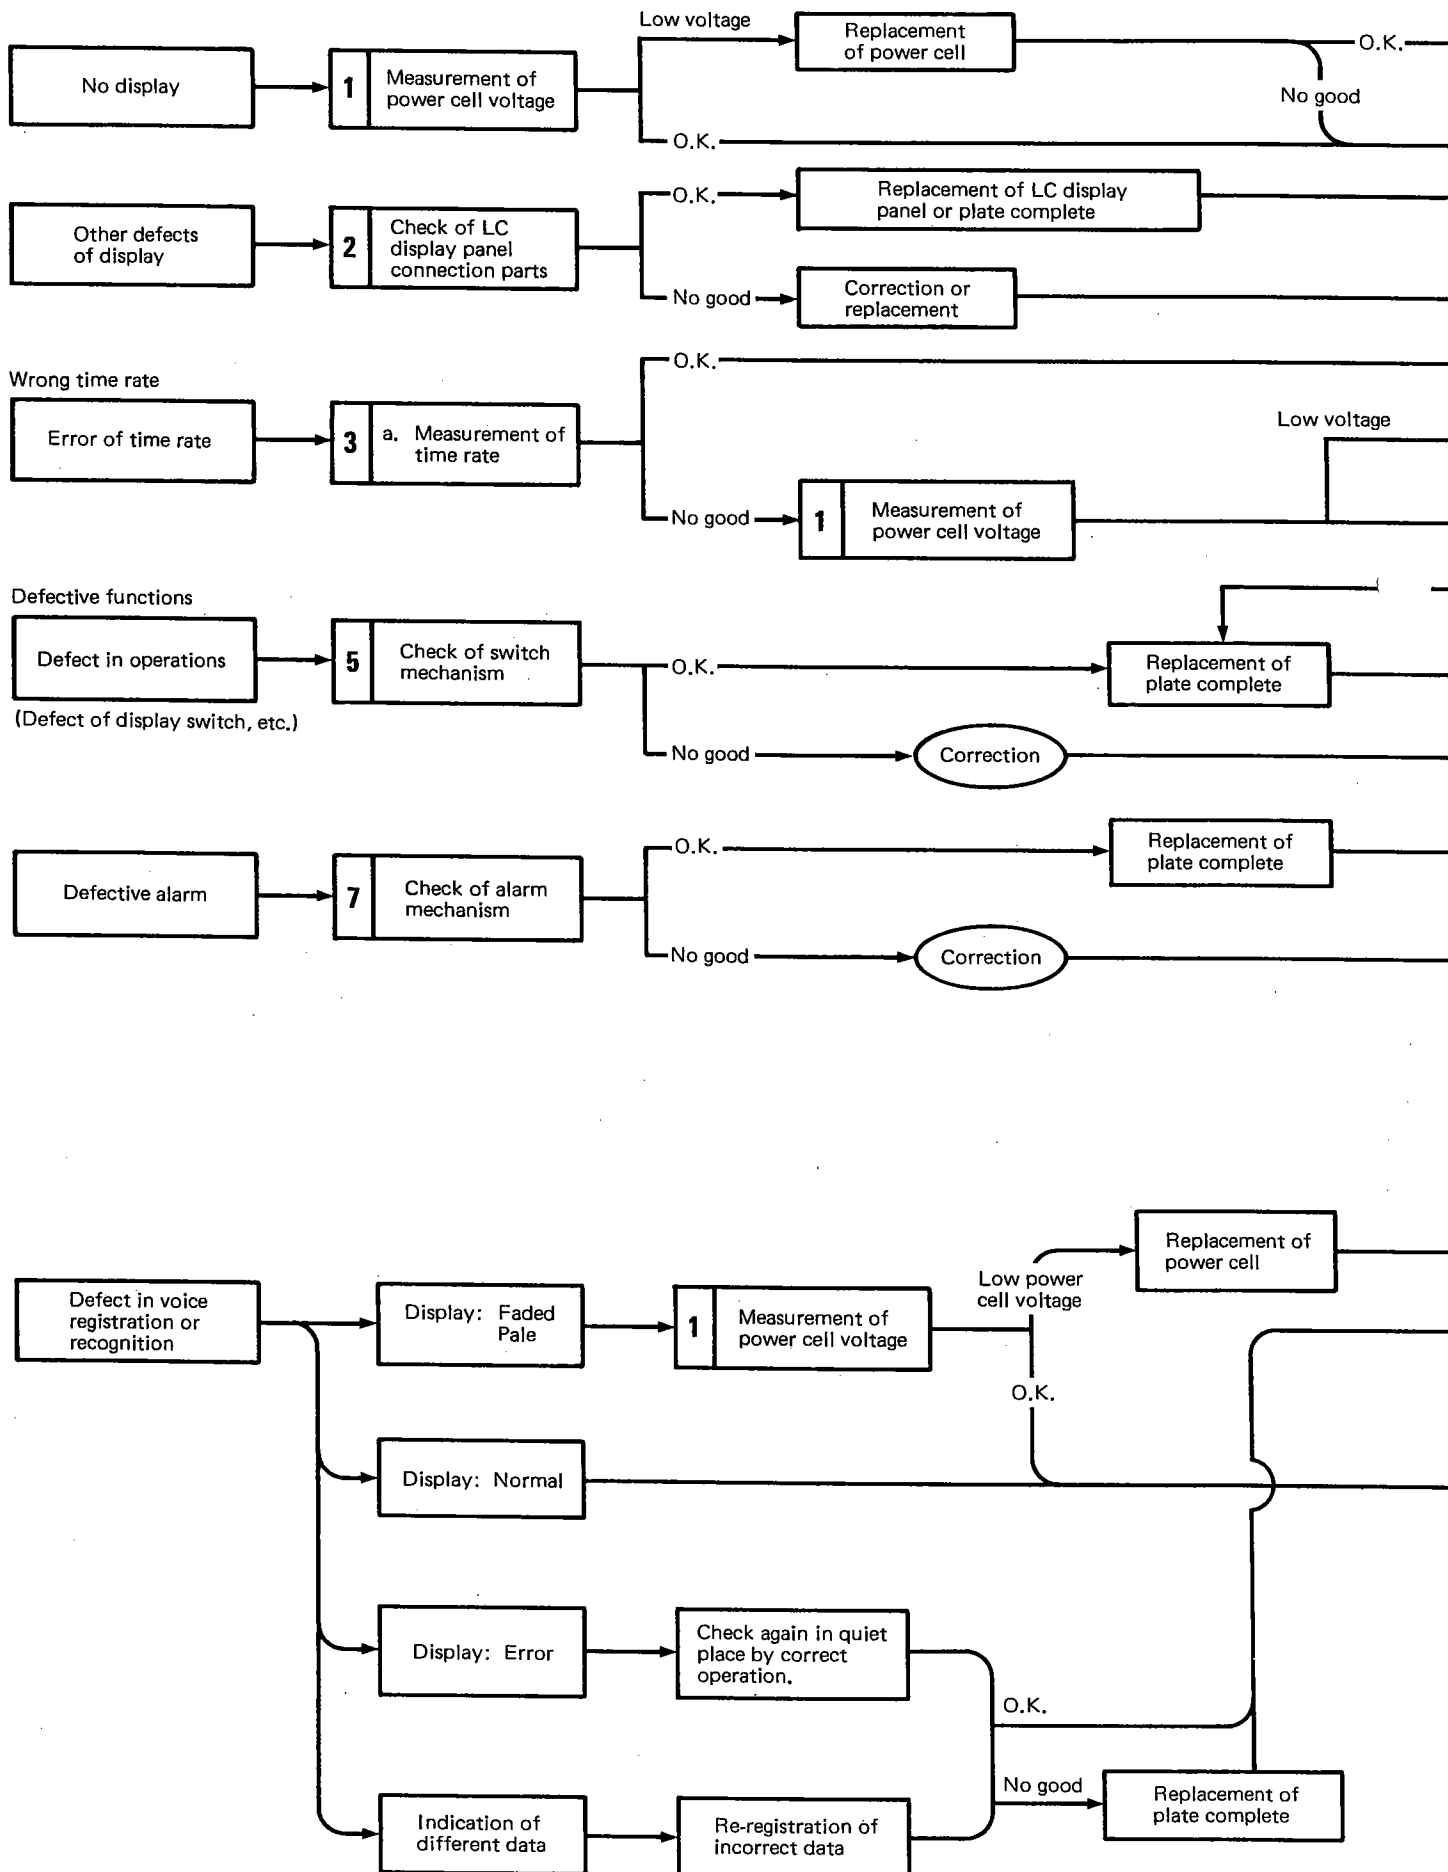 Low voltage
Replacement
of power cell
O.K.
No display
1
Measurement of
power cell voltage
No good
O.K.
O.K.
Replacement of LC display
panel or plate complete
Other defects
of display
2
Check of LC
display panel
connection parts
No good
Correction or
replacement
O.K.
Wrong time rate
Error of time rate
3
a. Measurement of
time rate
Low voltage
No good
1
Measurement of
power cell voltage
Defective functions
Defect in operations
5
Check of switch
mechanism
O.K.
Replacement of
plate complete
(Defect of display switch, etc.)
No good
Correction
O.K.
Replacement of
plate complete
Defective alarm
7
Check of alarm
mechanism
No good
Correction
Replacement of
power cell
Low power
cell voltage
Defect in voice
registration or
recognition
Display: Faded
Pale
1
Measurement of
power cell voltage
O.K.
Display: Normal
Display: Error
Check again in quiet
place by correct
operation.
O.K.
No good
Replacement of
plate complete
Indication of
different data
Re-registration of
incorrect data